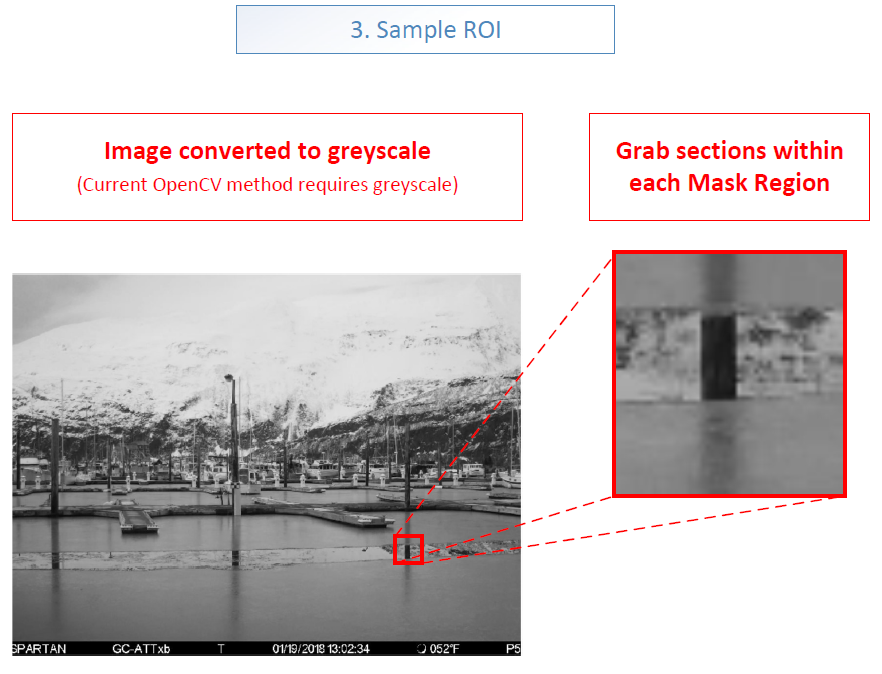 3. Sample ROI
Image converted to greyscale
(Current OpenCV method requires greyscale)
Grab sections within
each Mask Region
SPARTAN GC-ATTxb T 01/19/2018 13:02:34 052°F P5